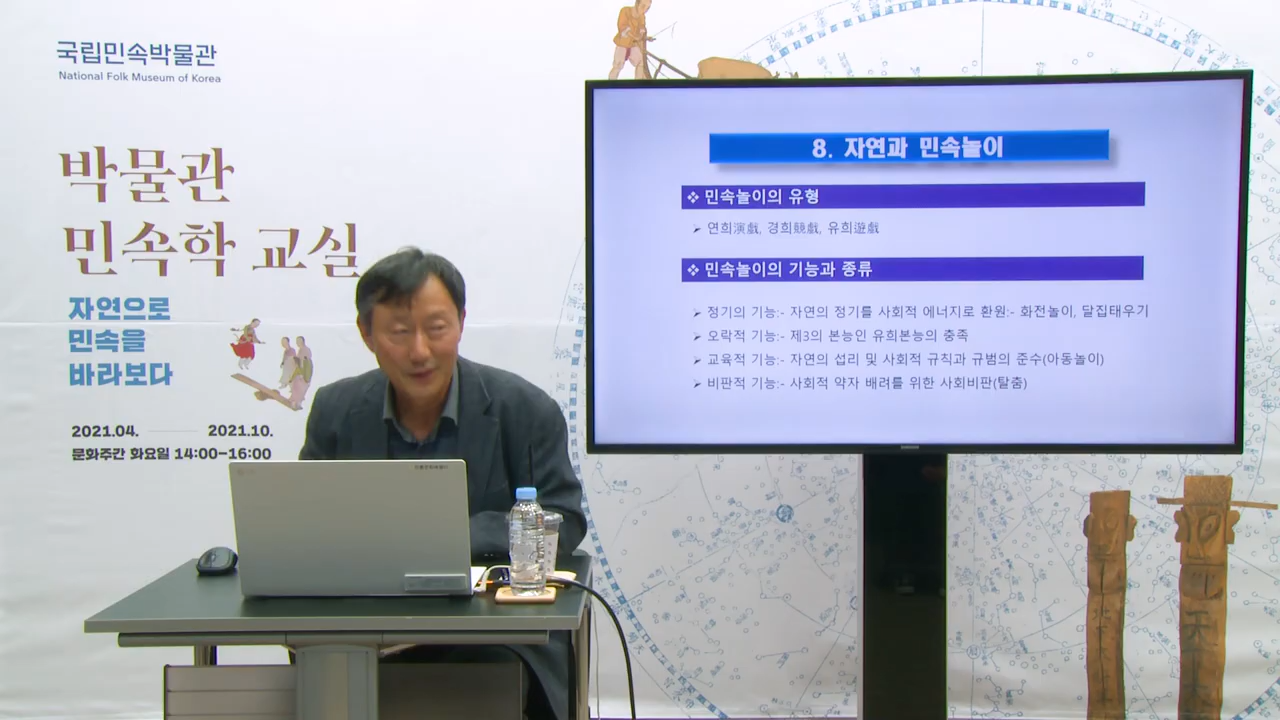 국립민속박물관
National Folk Museum of Korea
박물관
민속학 교실
자연으로
민속을
바라보다
2021.04. 2021.10.
문화주간 화요일 14:00-16:00
8. 자연과 민속놀이
❖ 민속놀이의 유형
➢ 연희演戱, 경희競戱, 유희遊戱
❖ 민속놀이의 기능과 종류
➢ 정기의 기능:- 자연의 정기를 사회적 에너지로 환원:- 화전놀이, 달집태우기
➢ 오락적 기능:- 제3의 본능인 유희본능의 충족
➢ 교육적 기능:- 자연의 섭리 및 사회적 규칙과 규범의 준수(아동놀이)
➢ 비판적 기능:- 사회적 약자 배려를 위한 사회비판(탈춤)
SAMSUNG